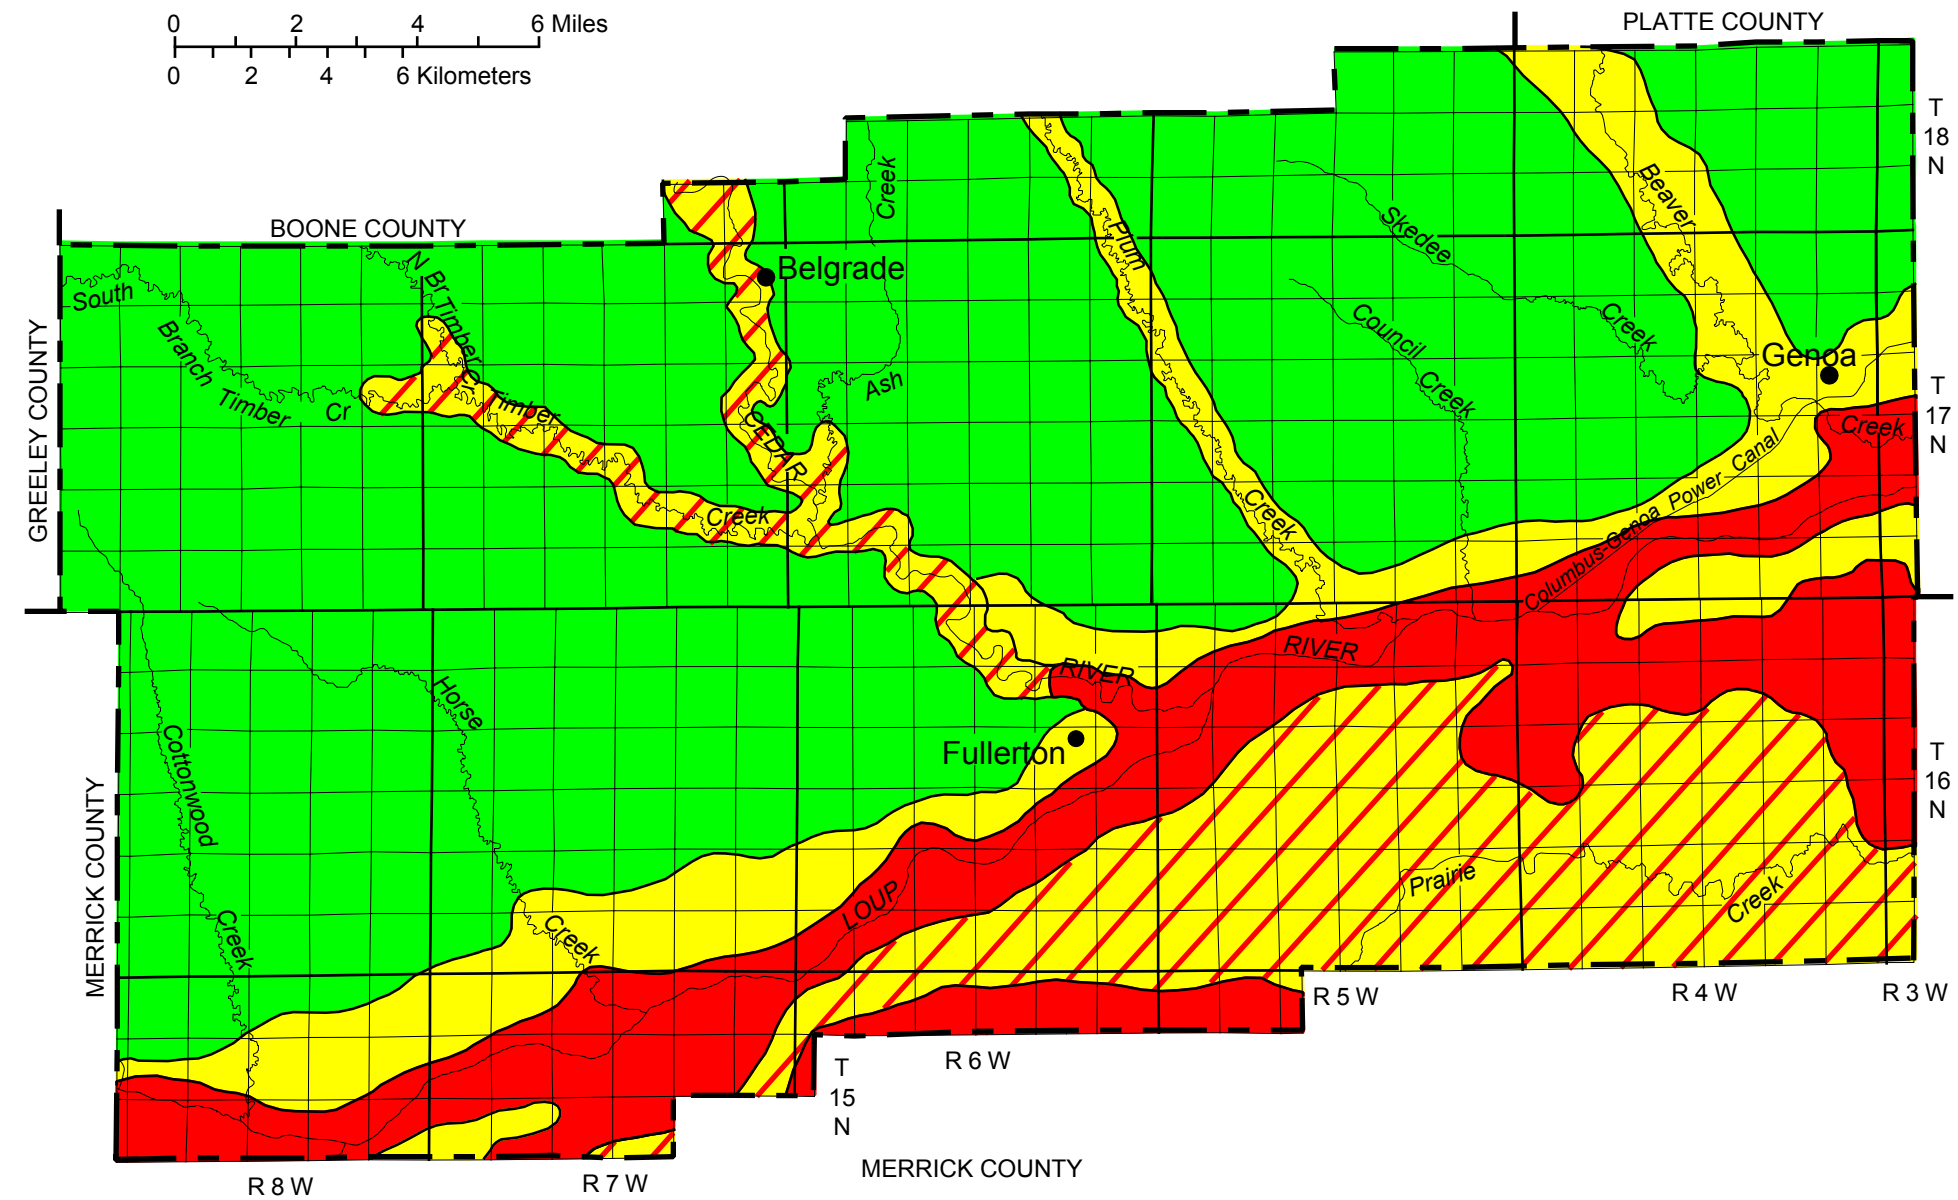 0 2 4 6 Miles
0 2 4 6 Kilometers
PLATTE COUNTY
T
18
N
BOONE COUNTY
Creek
Beaver
Skedee
Plum
Belgrade
N Br Timber Cr
South
Branch
Timber
Cr
Council
Creek
Creek
Genoa
GREELEY COUNTY
Ash
Timber
CEDAR
Creek
T
17
N
Creek
Columbus-Genoa Power Canal
Creek
Creek
RIVER
RIVER
Horse
Cottonwood
Fullerton
T
16
N
MERRICK COUNTY
Prairie
Creek
LOUP
Creek
Creek
R 5 W
R 4 W
R 3 W
R 6 W
T
15
N
MERRICK COUNTY
R 8 W
R 7 W